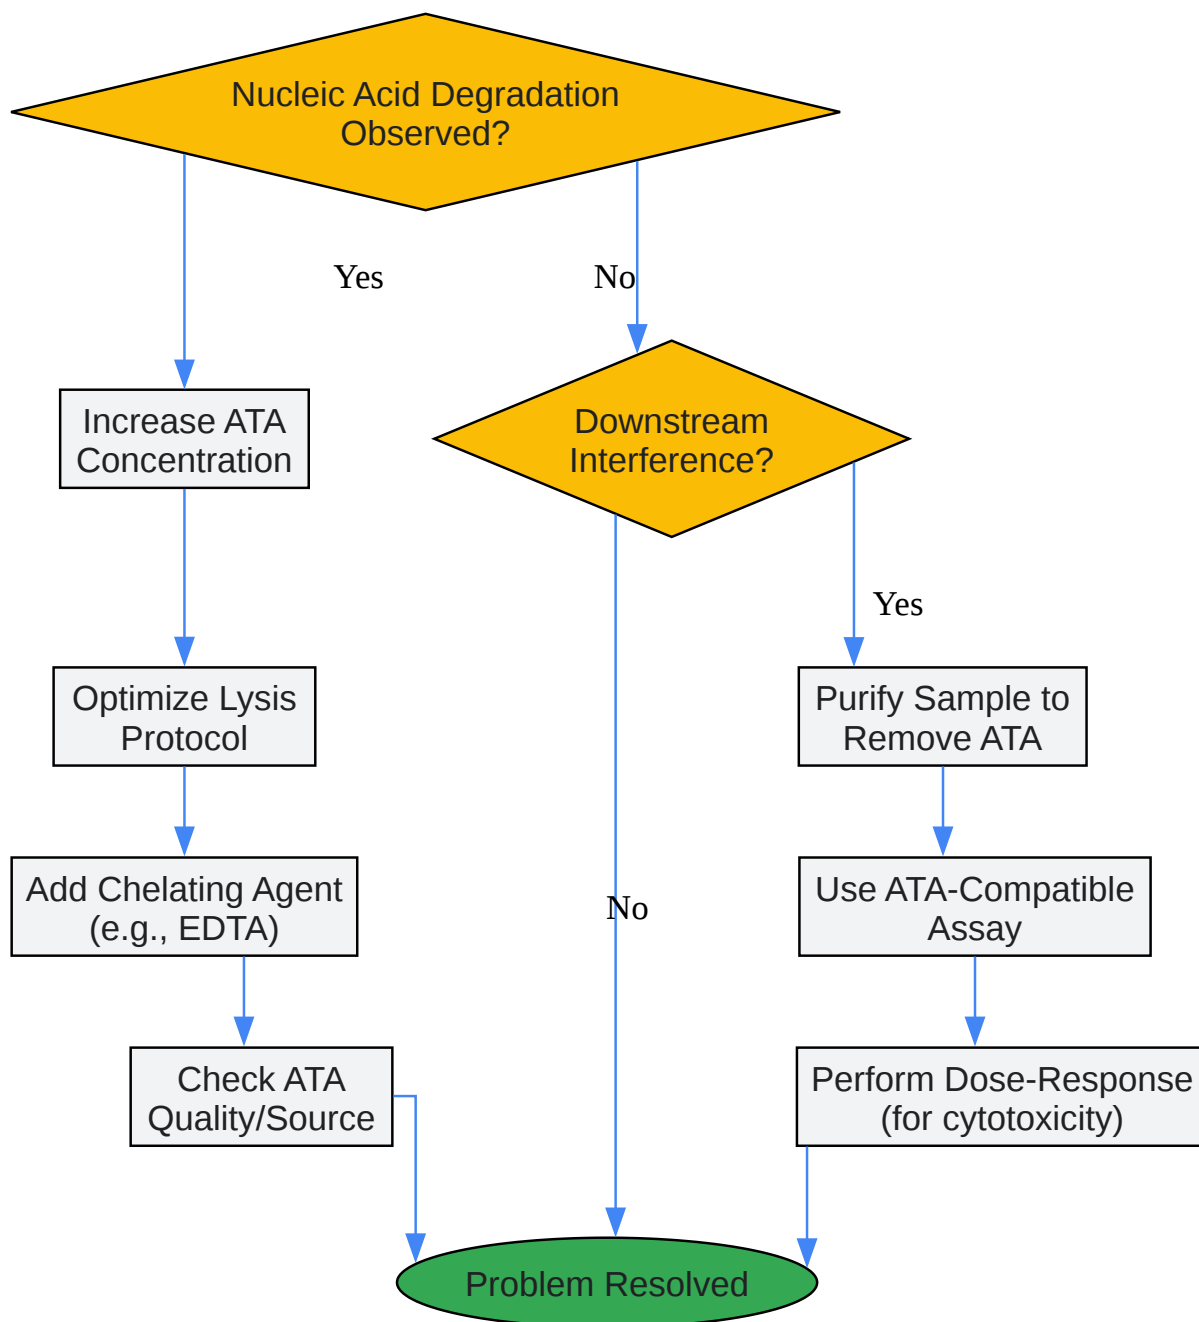 Nucleic Acid Degradation
Observed?
Yes
No
Increase ATA
Concentration
Downstream
Interference?
Yes
Optimize Lysis
Protocol
Purify Sample to
Remove ATA
Add Chelating Agent
(e.g., EDTA)
No
Use ATA-Compatible
Assay
Check ATA
Quality/Source
Perform Dose-Response
(for cytotoxicity)
Problem Resolved